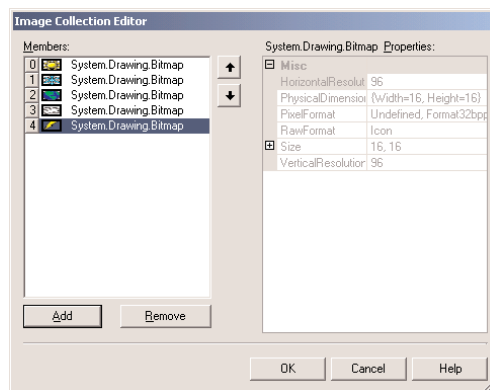 Image Collection Editor
Members:
0 System.Drawing.Bitmap
1 System.Drawing.Bitmap
2 System.Drawing.Bitmap
3 System.Drawing.Bitmap
4 System.Drawing.Bitmap
Add Remove
System.Drawing.Bitmap Properties:
Misc
HorizontalResolut 96
PhysicalDimension {Width=16, Height=16}
PixelFormat Undefined, Format32bpp
RawFormat Icon
Size 16, 16
VerticalResolution 96
OK Cancel Help